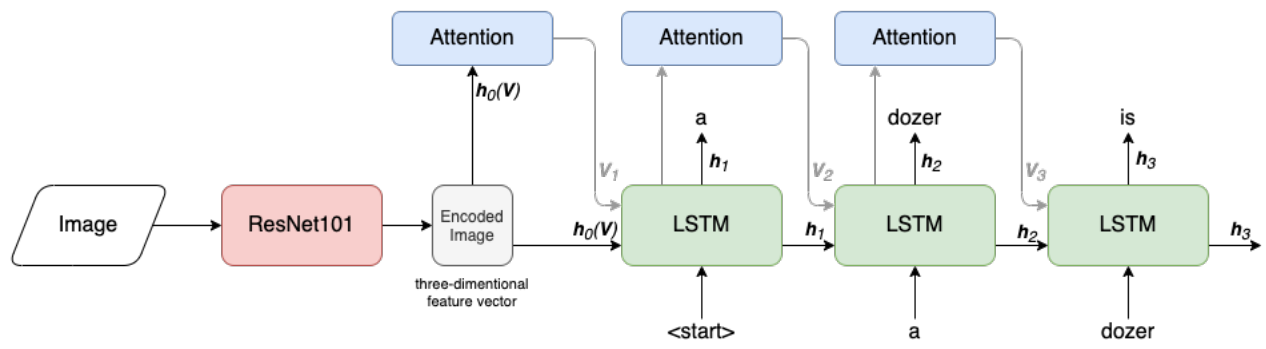 Attention
Attention
Attention
h0(V)
a
dozer
is
h1
h2
h3
V1
V2
V3
Image
ResNet101
Encoded
Image
h0(V)
LSTM
h1
LSTM
h2
LSTM
h3
three-dimentional
feature vector
<start>
a
dozer